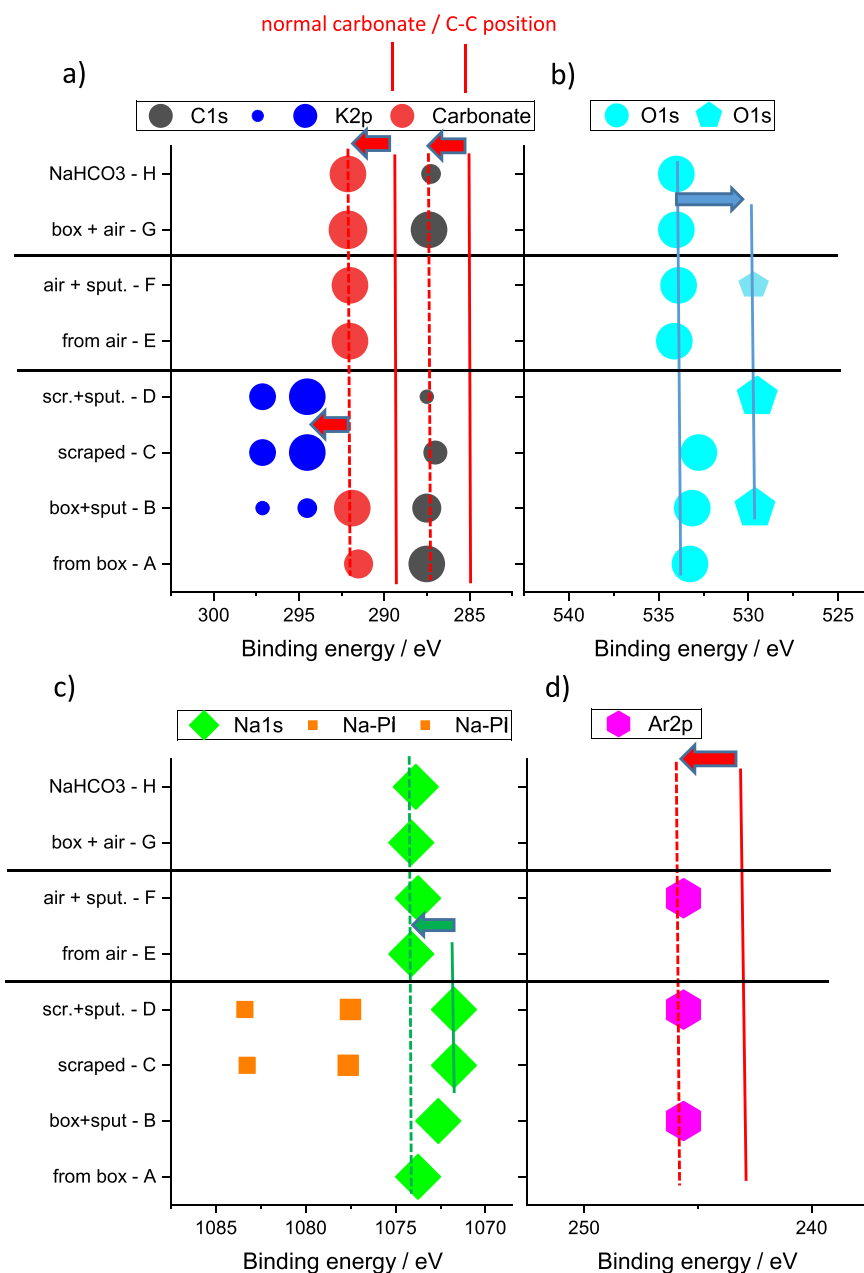 normal carbonate / C-C position
a)
b)
C1s K2p Carbonate
O1s O1s
NaHCO3 - H
box + air - G
air + sput. - F
from air - E
scr.+sput. - D
scraped - C
box+sput - B
from box - A
300 295 290 285
540 535 530 525
Binding energy / eV
Binding energy / eV
c)
d)
Na1s Na-Pl Na-Pl
Ar2p
NaHCO3 - H
box + air - G
air + sput. - F
from air - E
scr.+sput. - D
scraped - C
box+sput - B
from box - A
1085 1080 1075 1070
250 240
Binding energy / eV
Binding energy / eV